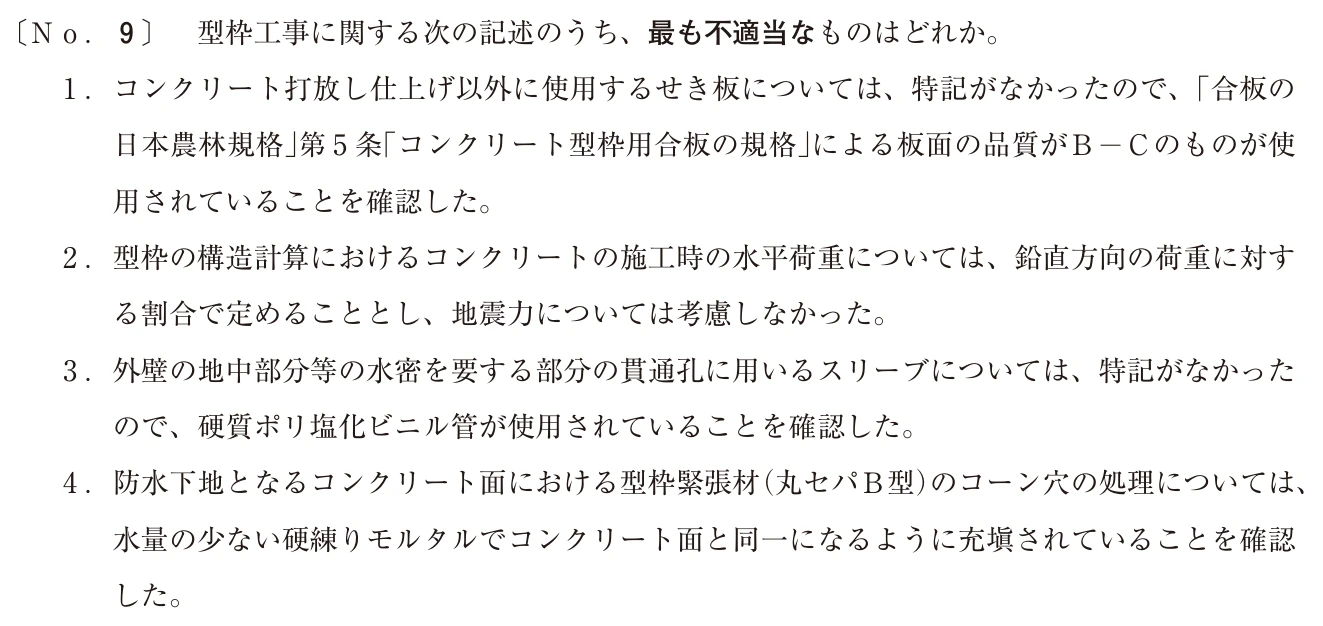 〔Ｎｏ．９〕　型枠工事に関する次の記述のうち、最も不適当なものはどれか。
１．コンクリート打放し仕上げ以外に使用するせき板については、特記がなかったので、「合板の
日本農林規格」第５条「コンクリート型枠用合板の規格」による板面の品質がＢ－Ｃのものが使
用されていることを確認した。
２．型枠の構造計算におけるコンクリートの施工時の水平荷重については、鉛直方向の荷重に対す
る割合で定めることとし、地震力については考慮しなかった。
３．外壁の地中部分等の水密を要する部分の貫通孔に用いるスリーブについては、特記がなかった
ので、硬質ポリ塩化ビニル管が使用されていることを確認した。
４．防水下地となるコンクリート面における型枠緊張材（丸セパＢ型）のコーン穴の処理については、
水量の少ない硬練りモルタルでコンクリート面と同一になるように充塡されていることを確認
した。